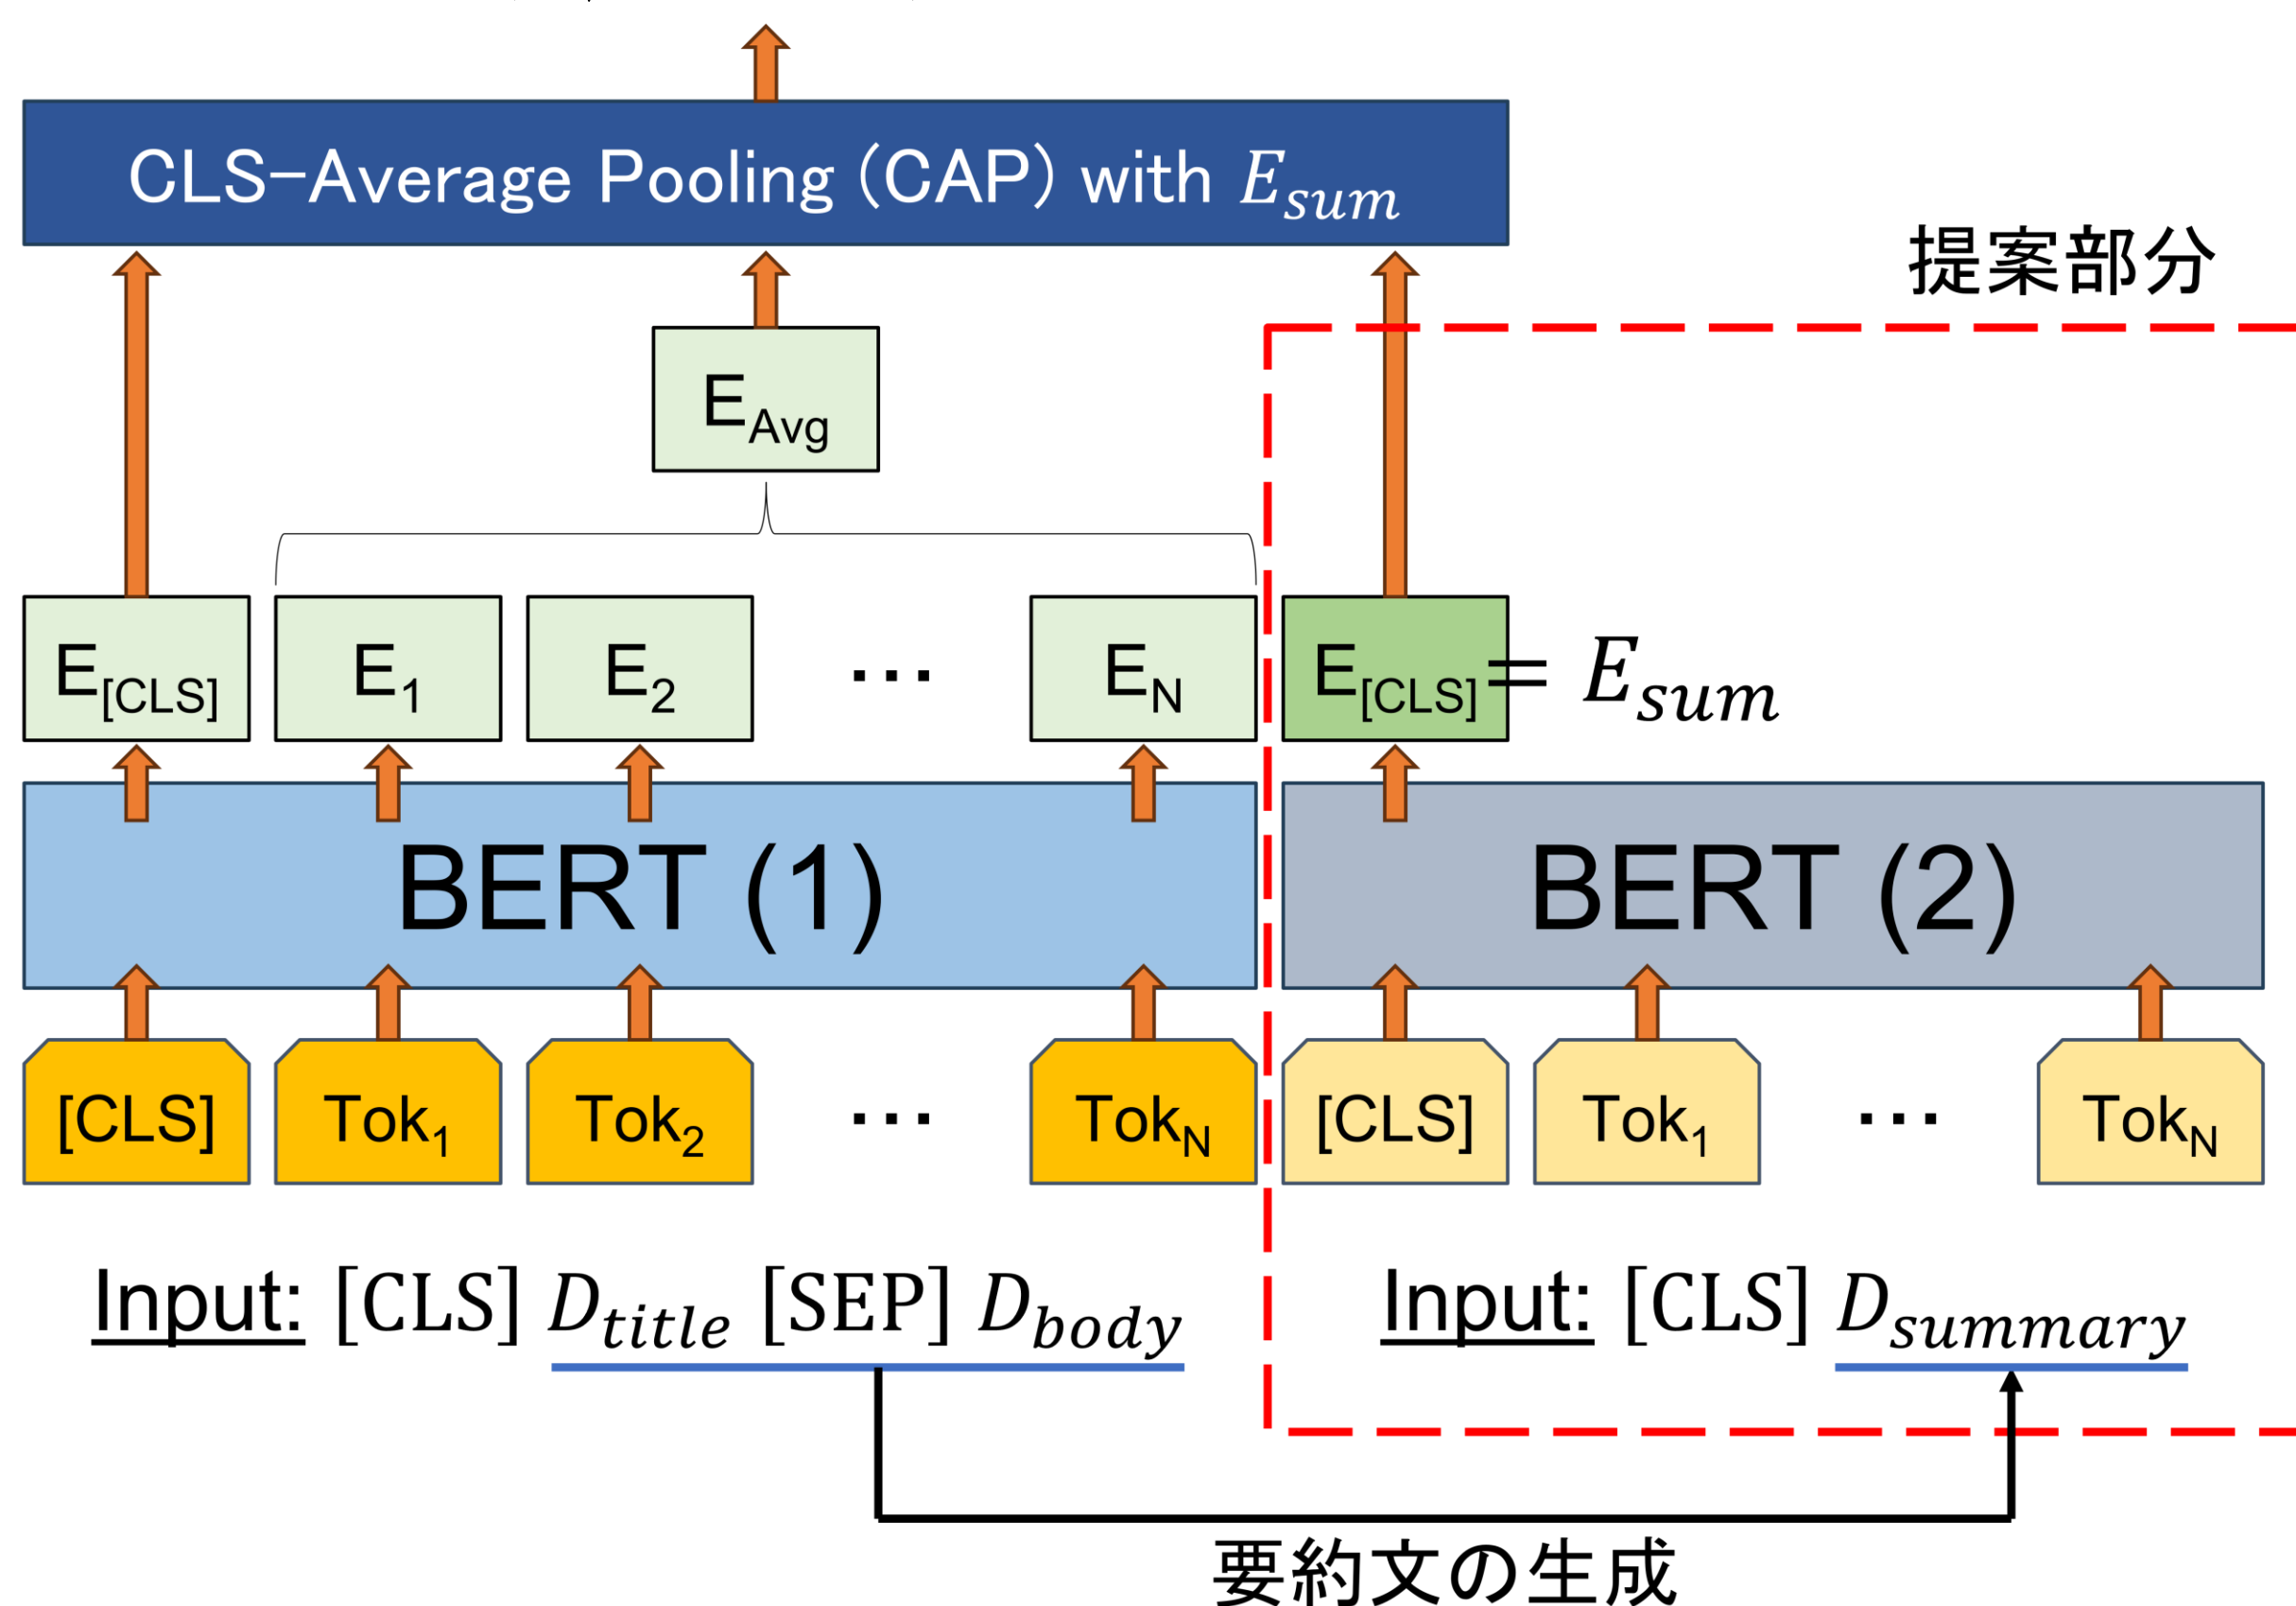 CLS-Average Pooling (CAP) with E_sum
提案部分
E_Avg
E_[CLS] E_1 E_2 ... E_N E_[CLS] = E_sum
BERT (1) BERT (2)
[CLS] Tok_1 Tok_2 ... Tok_N [CLS] Tok_1 ... Tok_N
Input: [CLS] D_title [SEP] D_body Input: [CLS] D_summary
要約文の生成